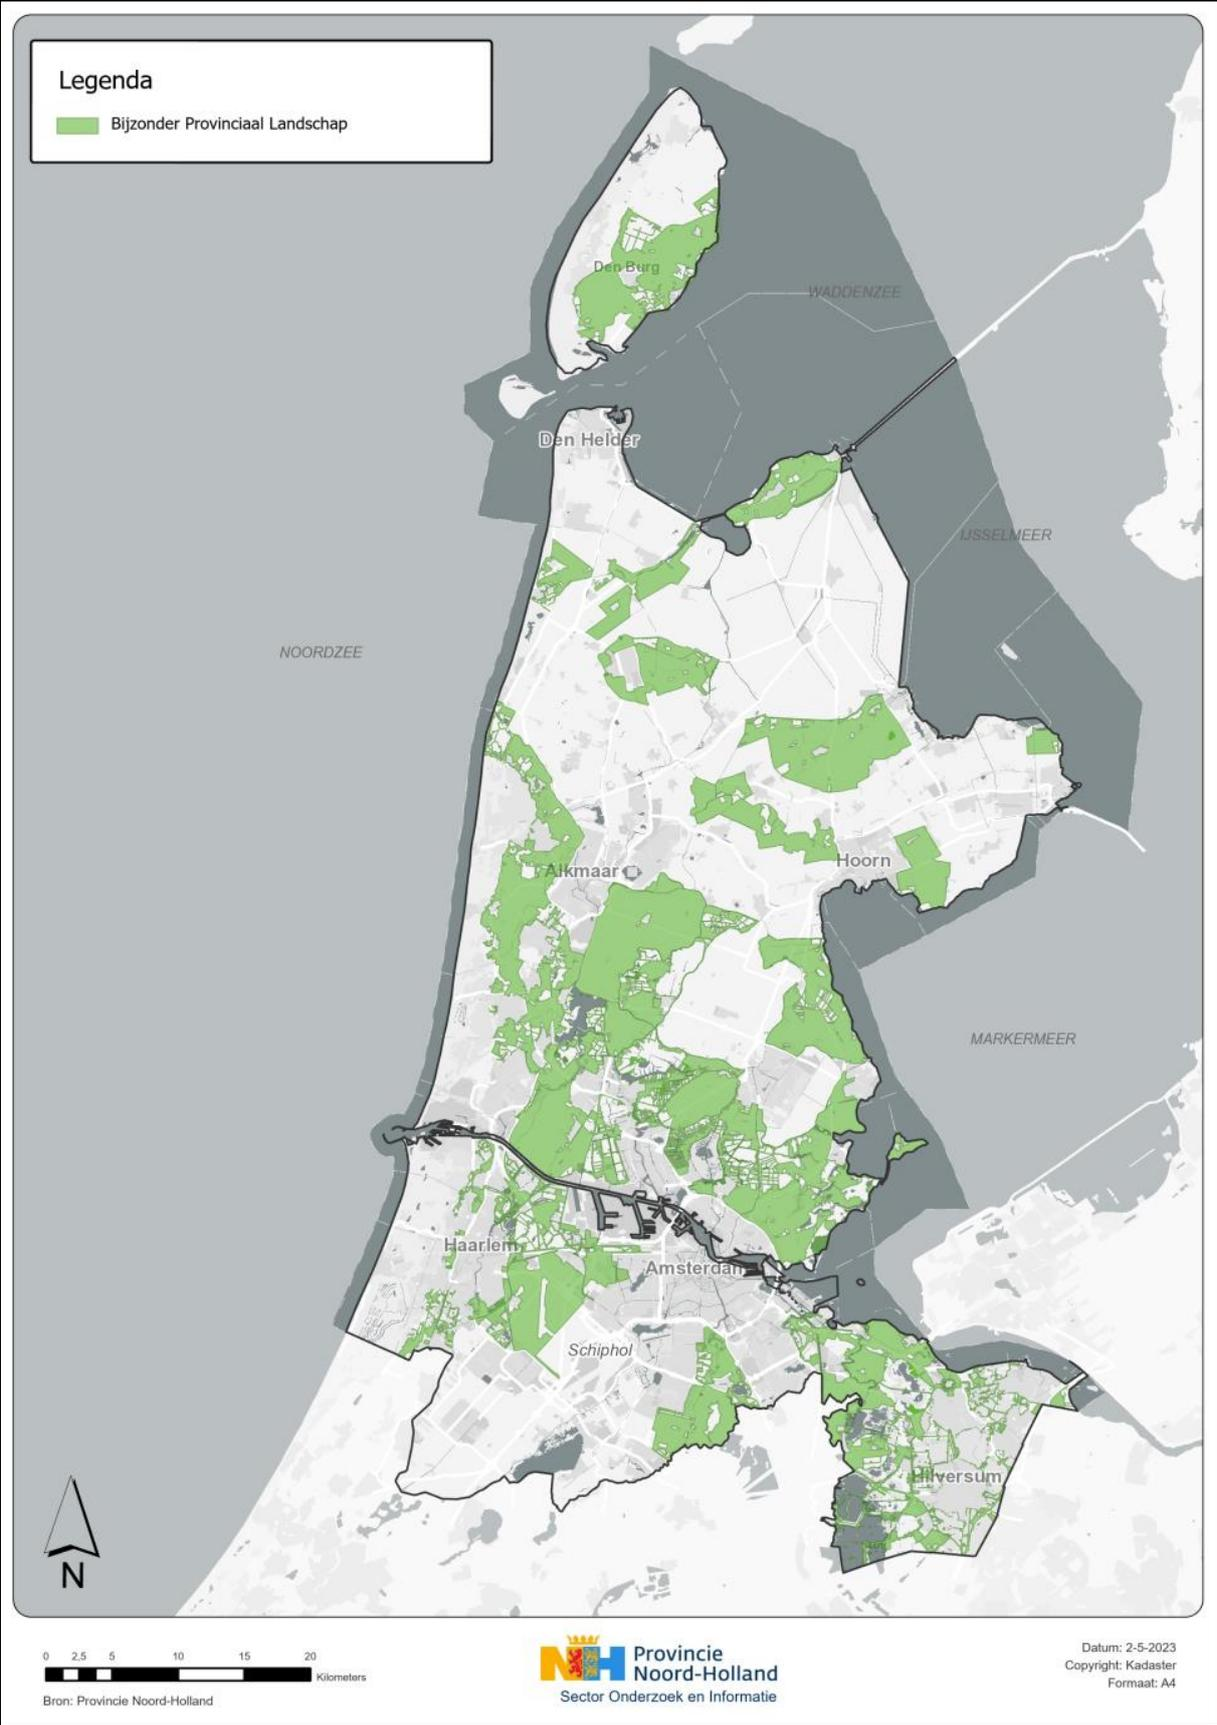 Legenda
Bijzonder Provinciaal Landschap
Den Burg
WADDENZEE
Den Helder
IJSSELMEER
NOORDZEE
Alkmaar
Hoorn
MARKERMEER
Haarlem
Amsterdam
Schiphol
Hilversum
N
0 2,5 5 10 15 20
Kilometers
Bron: Provincie Noord-Holland
NH Provincie
Noord-Holland
Sector Onderzoek en Informatie
Datum: 2-5-2023
Copyright: Kadaster
Formaat: A4